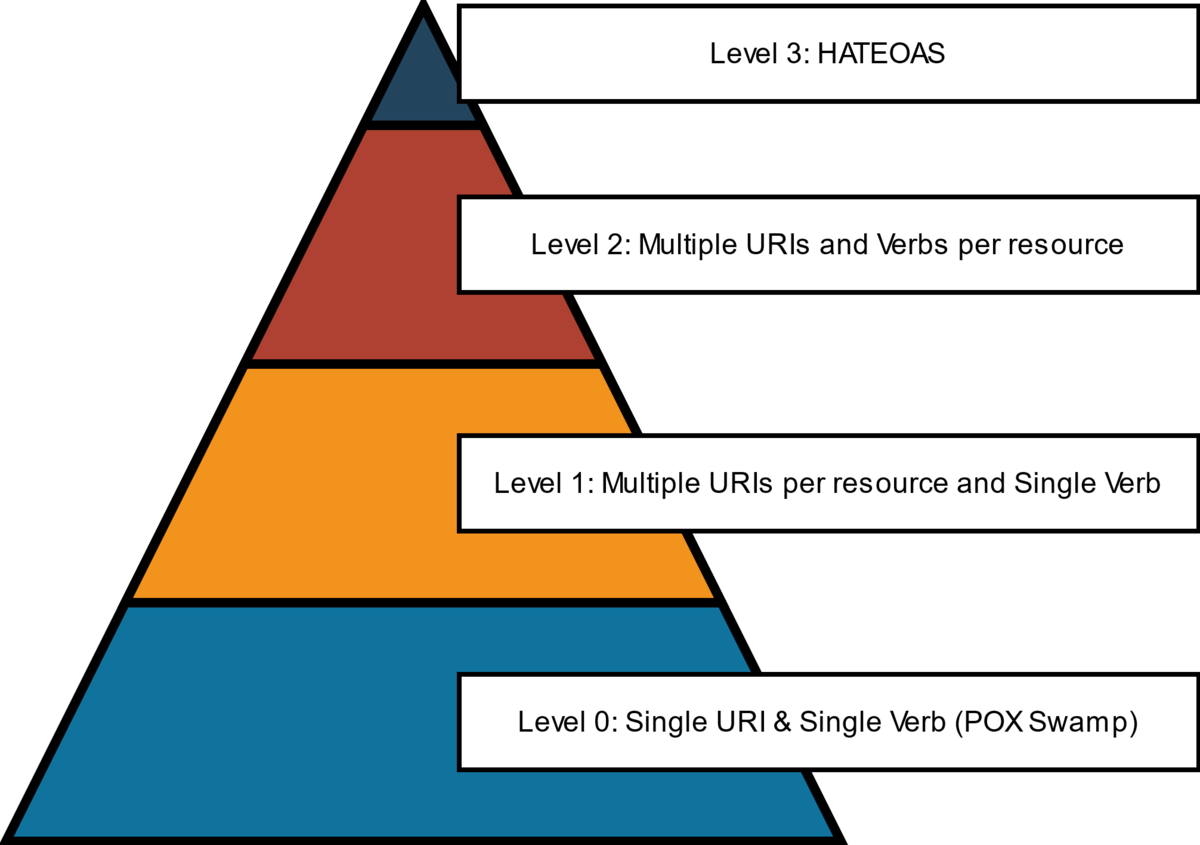 Level 3: HATEOAS
Level 2: Multiple URIs and Verbs per resource
Level 1: Multiple URIs per resource and Single Verb
Level 0: Single URI & Single Verb (POX Swamp)